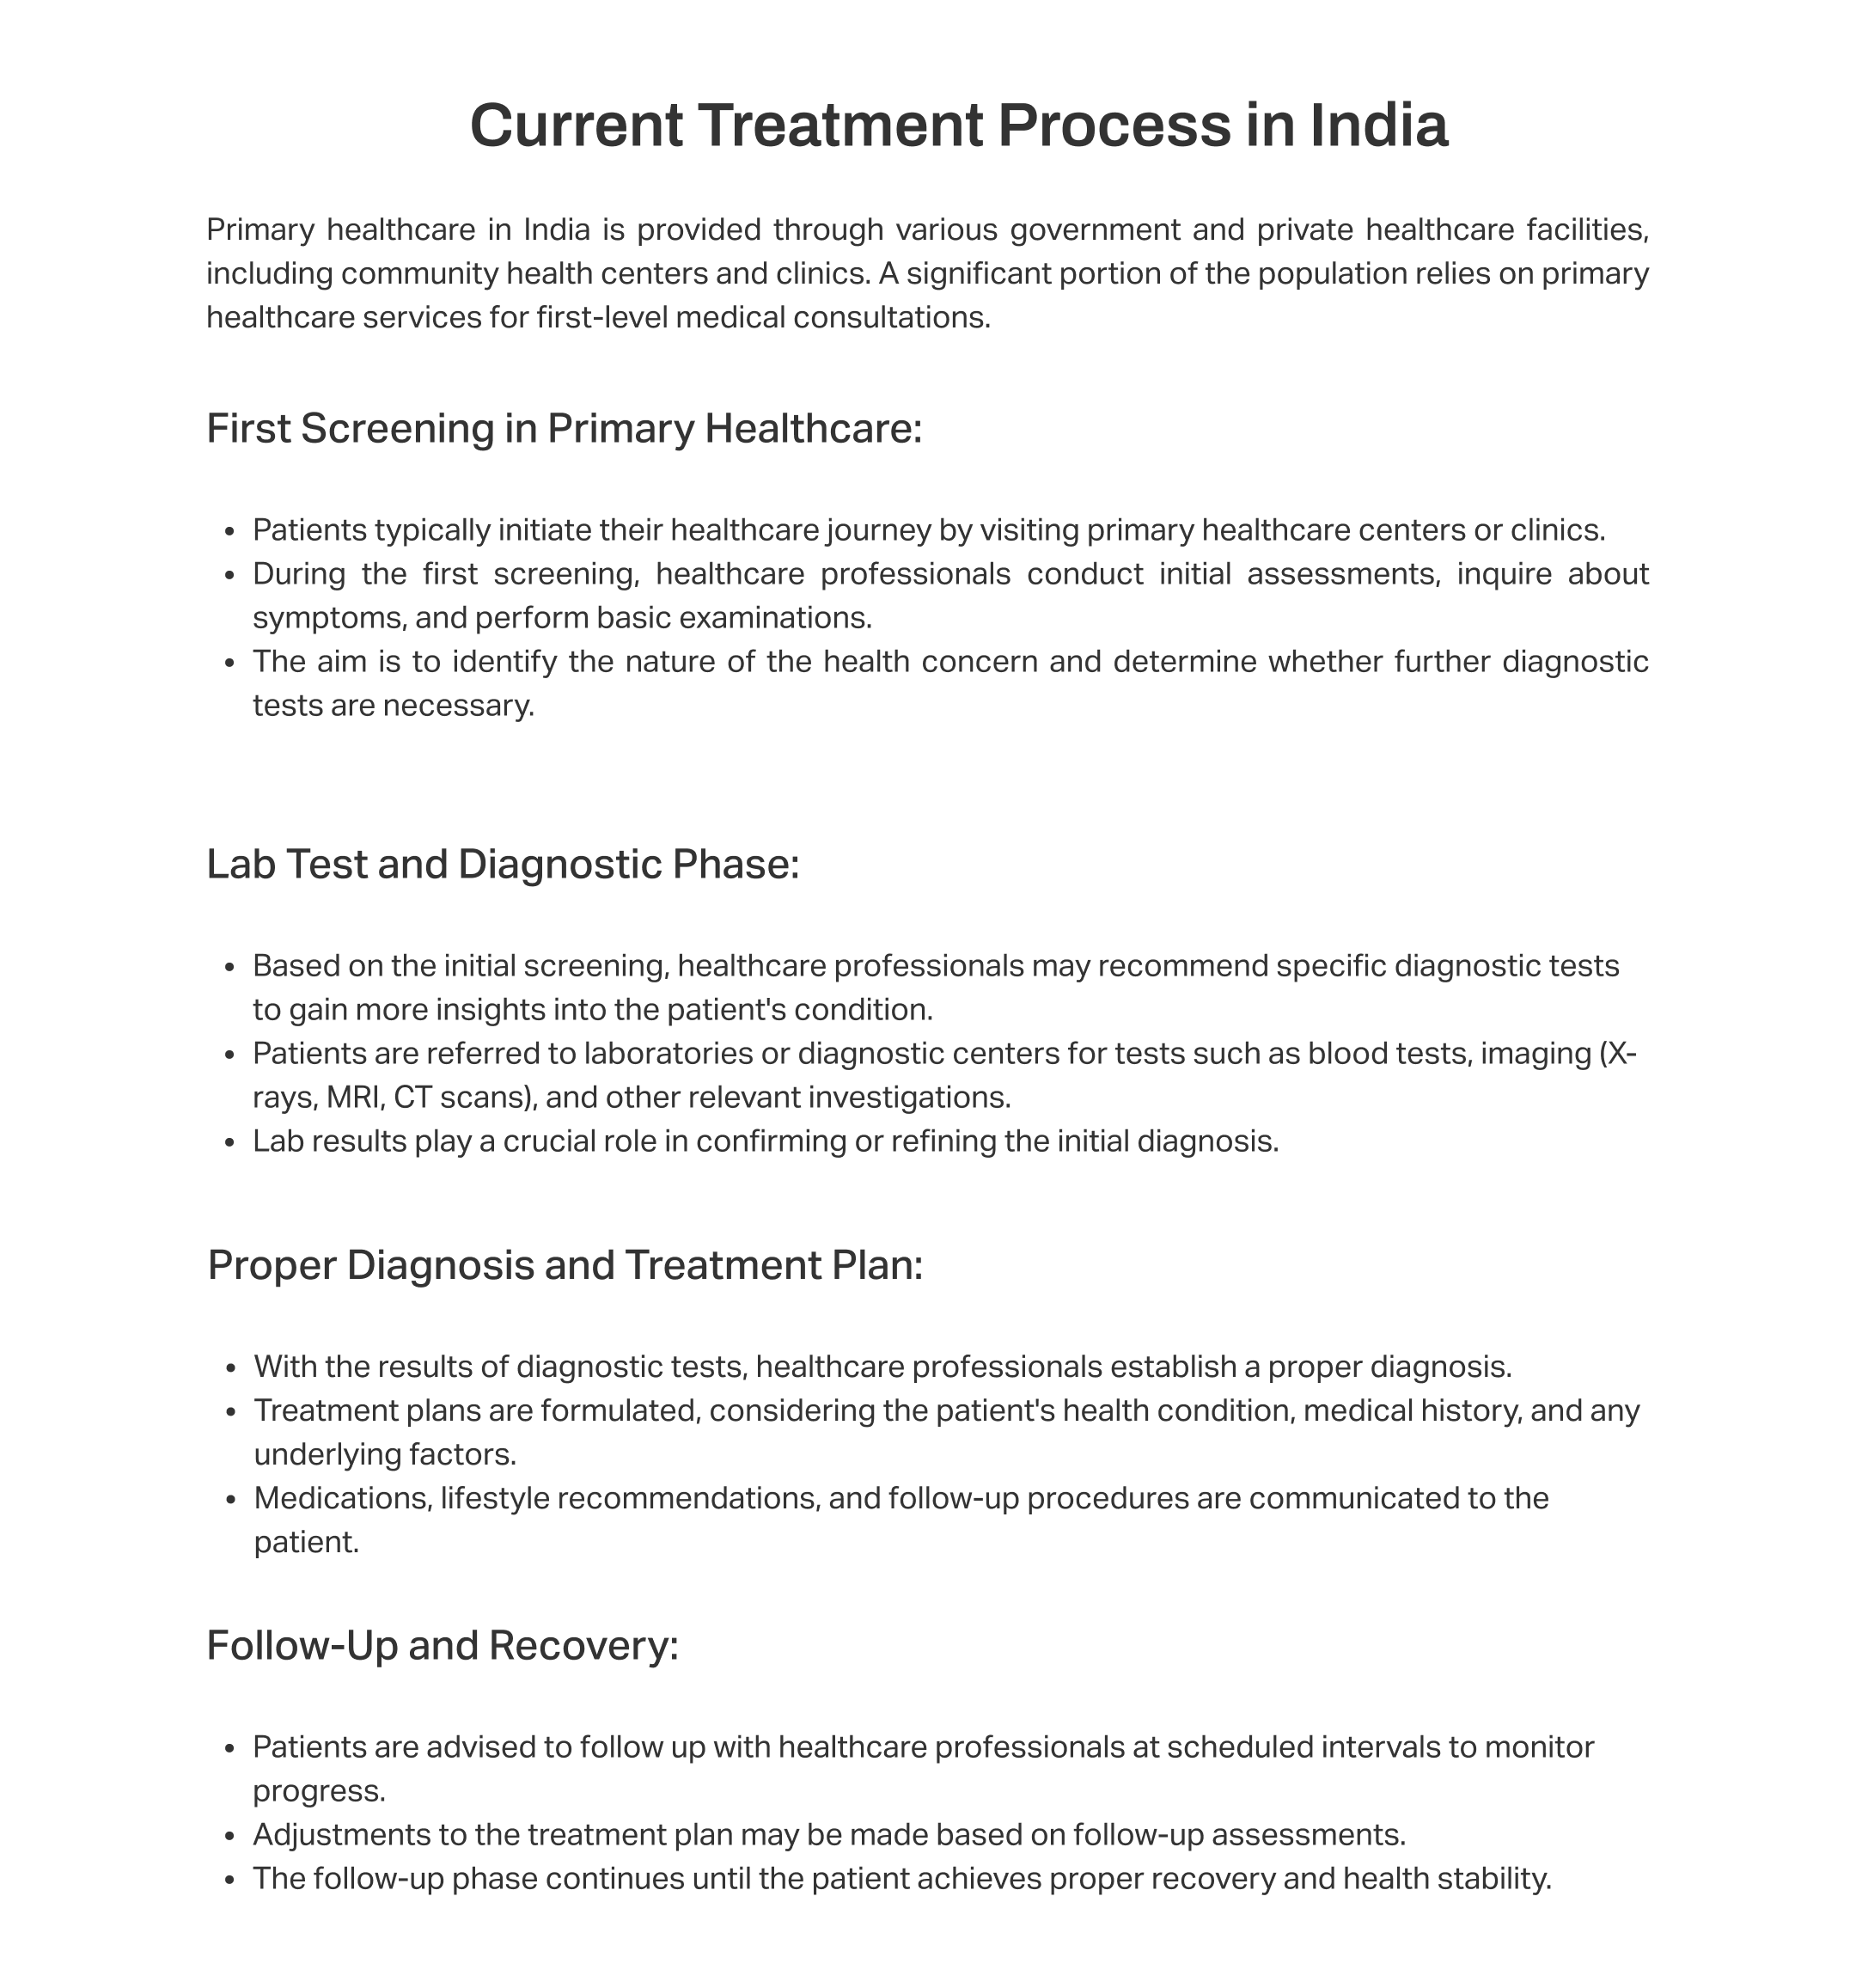 Current Treatment Process in India
Primary healthcare in India is provided through various government and private healthcare facilities,
including community health centers and clinics. A significant portion of the population relies on primary
healthcare services for first-level medical consultations.
First Screening in Primary Healthcare:
• Patients typically initiate their healthcare journey by visiting primary healthcare centers or clinics.
• During the first screening, healthcare professionals conduct initial assessments, inquire about
symptoms, and perform basic examinations.
• The aim is to identify the nature of the health concern and determine whether further diagnostic
tests are necessary.
Lab Test and Diagnostic Phase:
• Based on the initial screening, healthcare professionals may recommend specific diagnostic tests
to gain more insights into the patient's condition.
• Patients are referred to laboratories or diagnostic centers for tests such as blood tests, imaging (X-
rays, MRI, CT scans), and other relevant investigations.
• Lab results play a crucial role in confirming or refining the initial diagnosis.
Proper Diagnosis and Treatment Plan:
• With the results of diagnostic tests, healthcare professionals establish a proper diagnosis.
• Treatment plans are formulated, considering the patient's health condition, medical history, and any
underlying factors.
• Medications, lifestyle recommendations, and follow-up procedures are communicated to the
patient.
Follow-Up and Recovery:
• Patients are advised to follow up with healthcare professionals at scheduled intervals to monitor
progress.
• Adjustments to the treatment plan may be made based on follow-up assessments.
• The follow-up phase continues until the patient achieves proper recovery and health stability.